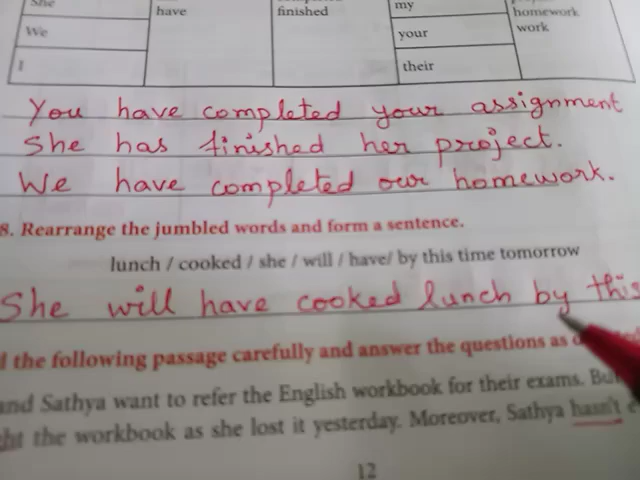 She
have
finished
my
homework
We
your
work
I
their
You have completed your assignment
She has finished her project.
We have completed our homework.
8. Rearrange the jumbled words and form a sentence.
lunch / cooked / she / will / have/ by this time tomorrow
She will have cooked lunch by this
the following passage carefully and answer the questions as
and Sathya want to refer the English workbook for their exams. But
the workbook as she lost it yesterday. Moreover, Sathya hasn't
12